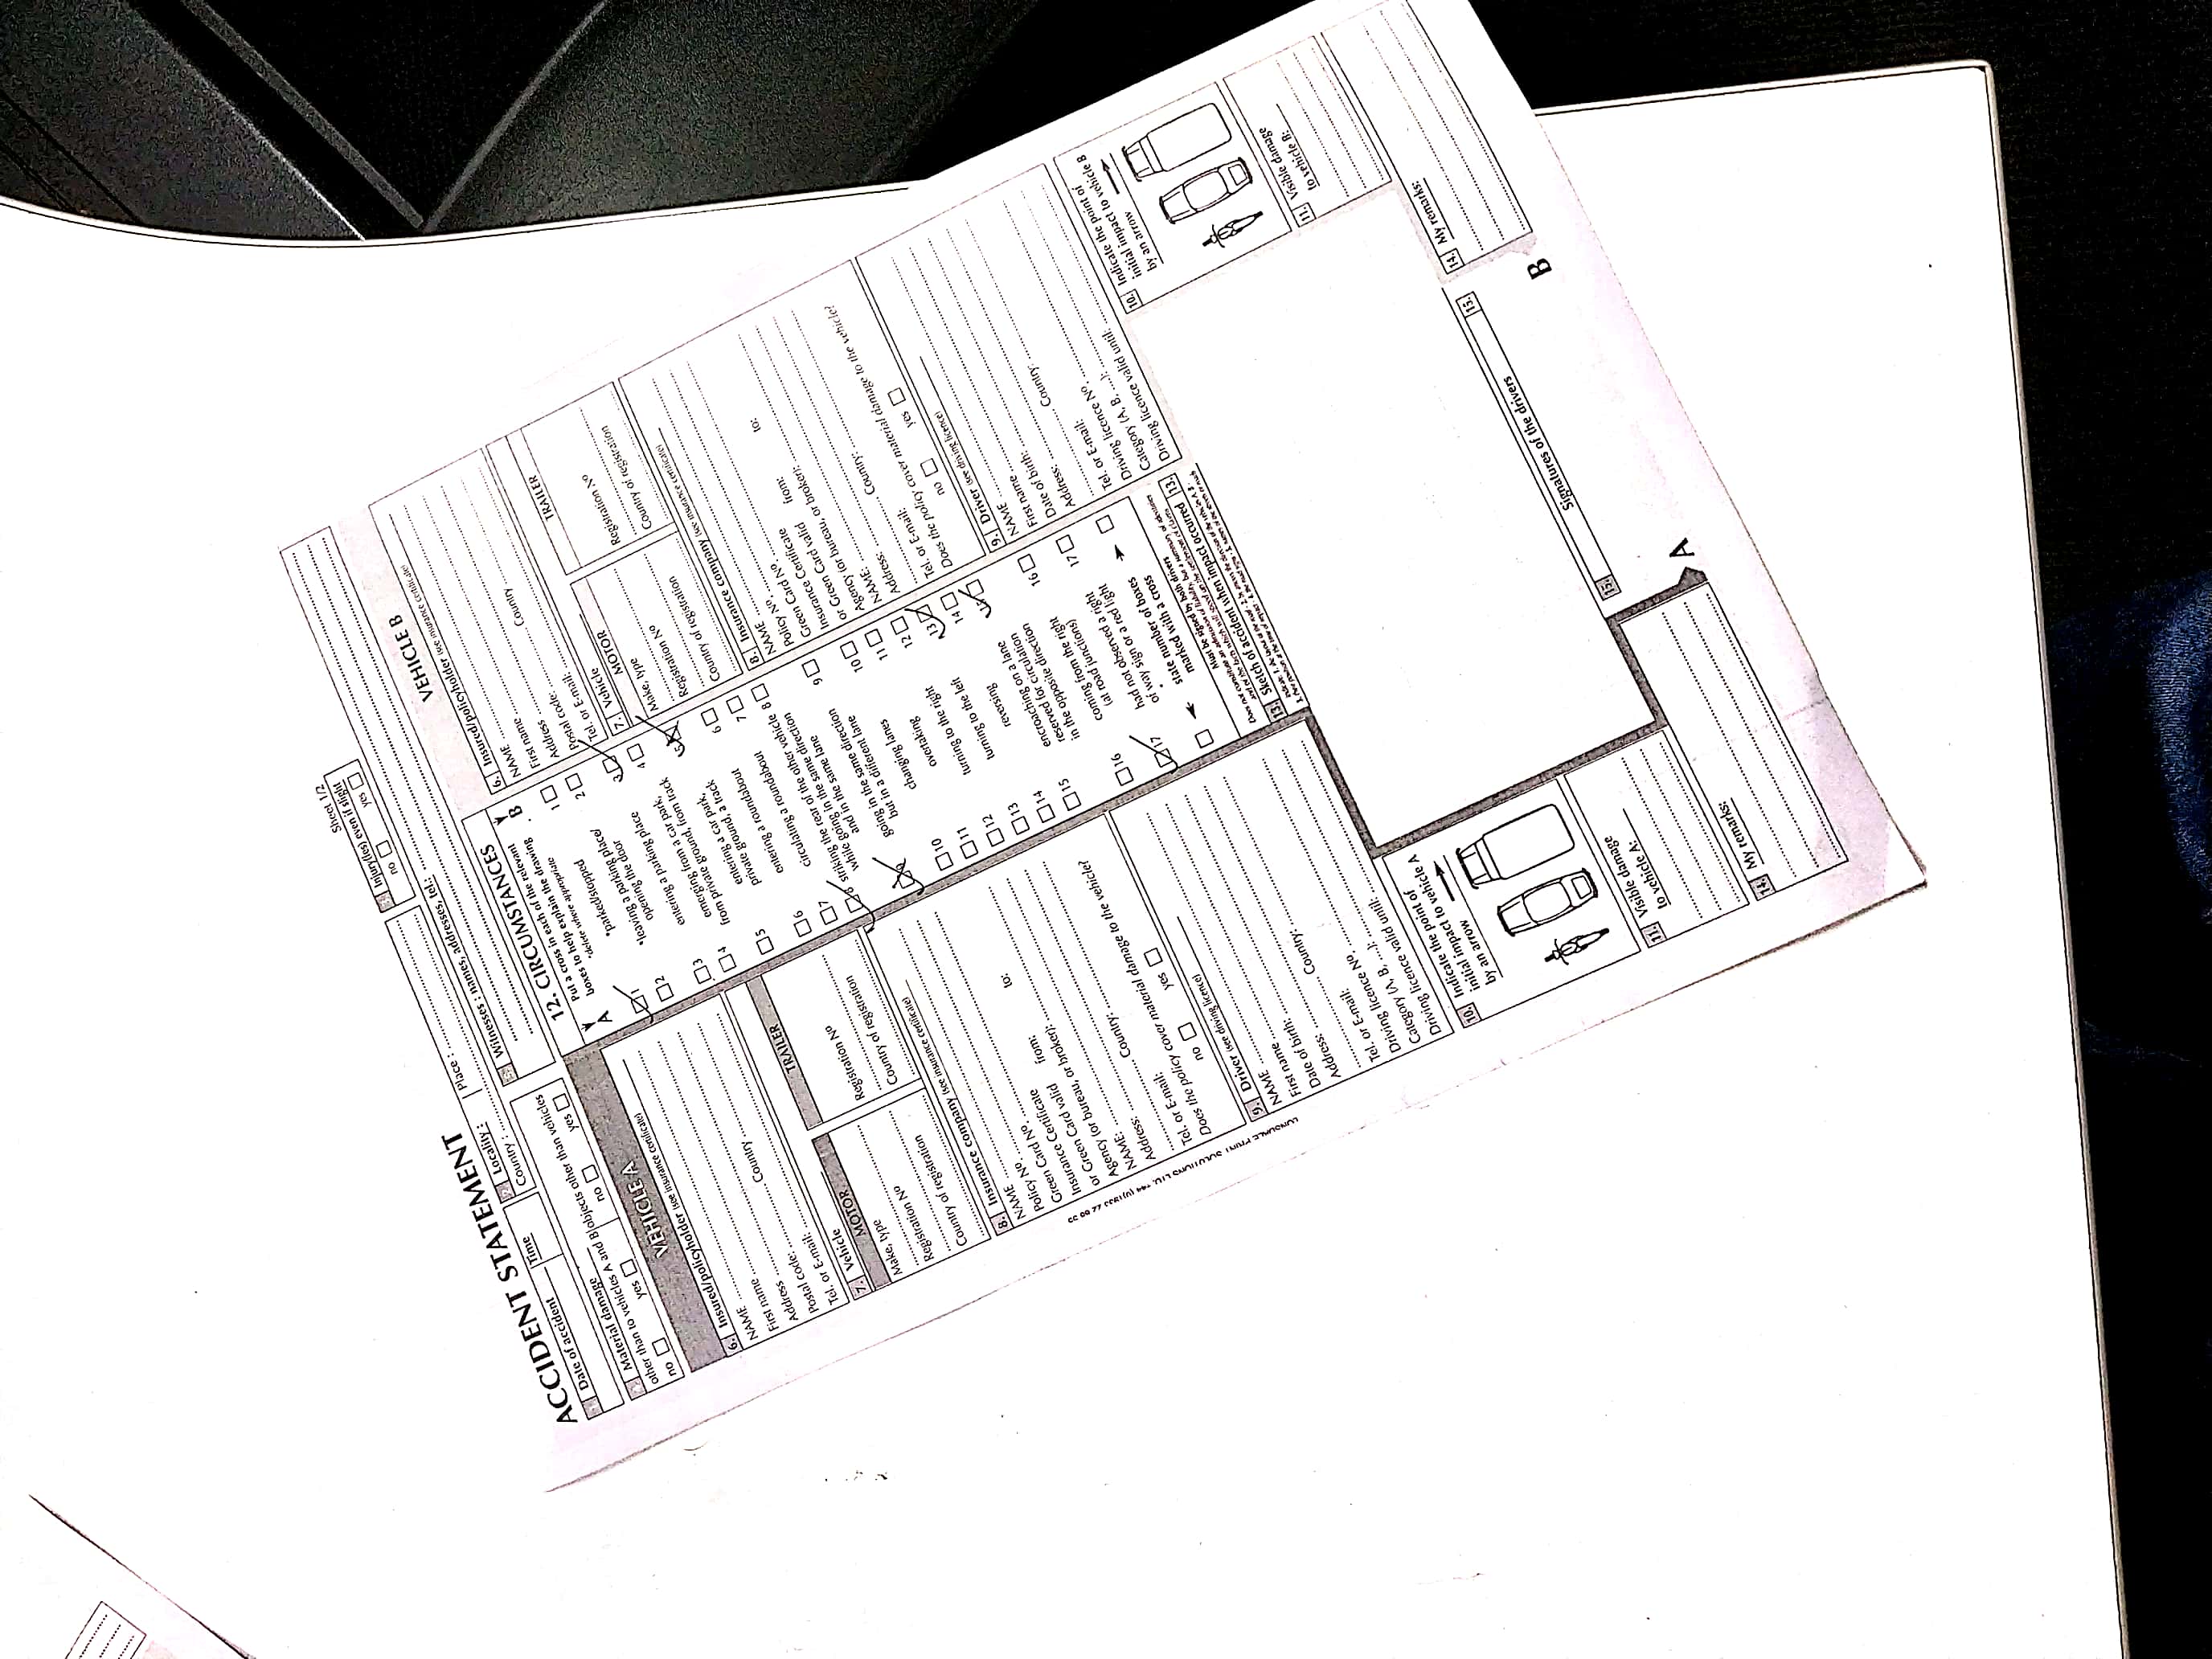 ACCIDENT STATEMENT
Sheet 1/2
1. Date of accident Time
2. Locality: Place:
Country:
3. Injury(ies) even if slight
no yes
4. Material damage
other than to vehicles A and B objects other than vehicles
no yes no yes
5. Witnesses : names, addresses, tel.:
VEHICLE A
6. Insured/policyholder (see insurance certificate)
NAME
First name
Address
Postal code: Country
Tel. or E-mail:
7. Vehicle
MOTOR TRAILER
Make, type
Registration Nº Registration Nº
Country of registration Country of registration
8. Insurance company (see insurance certificate)
NAME
Policy Nº
Green Card Nº
Insurance Certificate
or Green Card valid from: to:
Agency (or bureau, or broker):
NAME:
Address:
Country:
Tel. or E-mail:
Does the policy cover material damage to the vehicle?
no yes
9. Driver (see driving licence)
NAME
First name
Date of birth:
Address:
Country:
Tel. or E-mail:
Driving licence Nº
Category (A, B, ...):
Driving licence valid until:
10. Indicate the point of
initial impact to vehicle A
by an arrow
11. Visible damage
to vehicle A:
14. My remarks:
12. CIRCUMSTANCES
Put a cross in each of the relevant
boxes to help explain the drawing
*delete where appropriate
A B
1 *parked/stopped 1
2 *leaving a parking place/ 2
opening the door
3 entering a parking place 3
4 emerging from a car park, 4
from private ground, from track
5 entering a car park, 5
private ground, a track
6 entering a roundabout 6
7 circulating a roundabout 7
8 striking the rear of the other vehicle 8
while going in the same direction
and in the same lane
9 going in the same direction 9
but in a different lane
10 changing lanes 10
11 overtaking 11
12 turning to the right 12
13 turning to the left 13
14 reversing 14
15 encroaching on a lane 15
reserved for circulation
in the opposite direction
16 coming from the right 16
(at road junctions)
17 had not observed a right 17
of way sign or a red light
state number of boxes
marked with a cross
Must be signed by both drivers
13. Sketch of accident when impact occurred 13.
15. Signatures of the drivers 15.
A B
VEHICLE B
6. Insured/policyholder (see insurance certificate)
NAME
First name
Address
Postal code: Country
Tel. or E-mail:
7. Vehicle
MOTOR TRAILER
Make, type
Registration Nº Registration Nº
Country of registration Country of registration
8. Insurance company (see insurance certificate)
NAME
Policy Nº
Green Card Nº
Insurance Certificate
or Green Card valid from: to:
Agency (or bureau, or broker):
NAME:
Address:
Country:
Tel. or E-mail:
Does the policy cover material damage to the vehicle?
no yes
9. Driver (see driving licence)
NAME
First name
Date of birth:
Address:
Country:
Tel. or E-mail:
Driving licence Nº
Category (A, B, ...):
Driving licence valid until:
10. Indicate the point of
initial impact to vehicle B
by an arrow
11. Visible damage
to vehicle B:
14. My remarks: